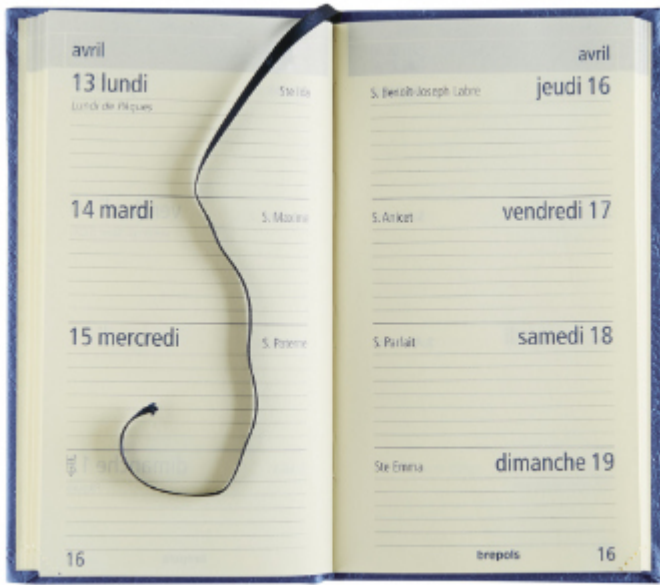 avril
13 lundi
Lundi de Pâques
14 mardi
S. Maxime
15 mercredi
S. Paterne
16
avril
S. Benoît-Joseph Labre
jeudi 16
S. Anicet
vendredi 17
S. Parfait
samedi 18
Ste Emma
dimanche 19
brepols
16